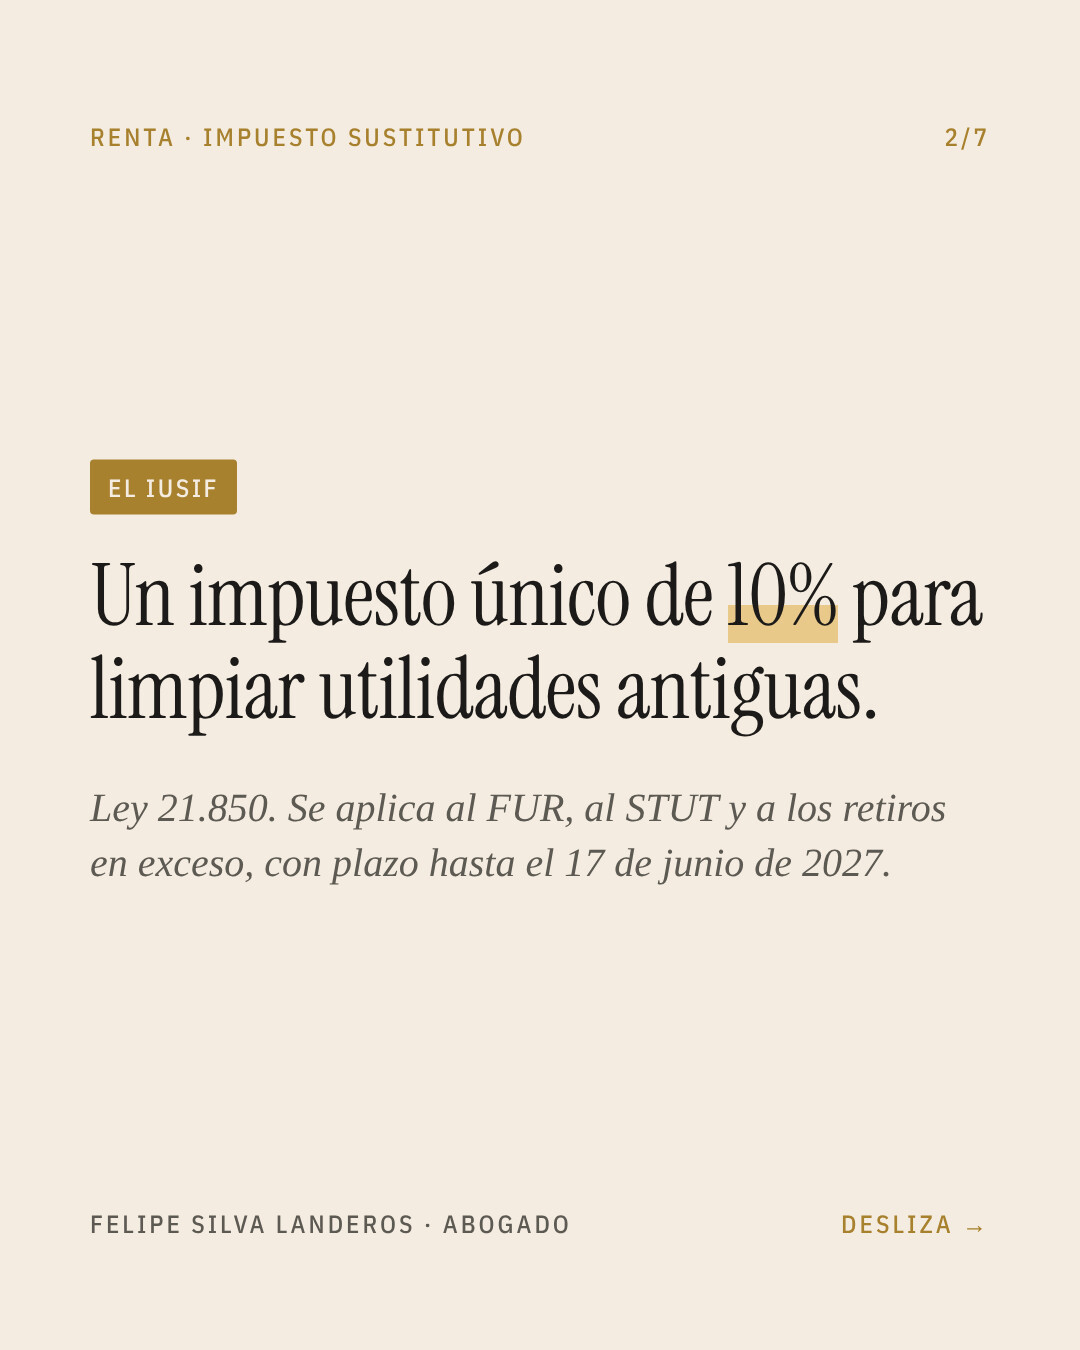 RENTA · IMPUESTO SUSTITUTIVO
2/7
EL IUSIF
Un impuesto único de 10% para
limpiar utilidades antiguas.
Ley 21.850. Se aplica al FUR, al STUT y a los retiros
en exceso, con plazo hasta el 17 de junio de 2027.
FELIPE SILVA LANDEROS · ABOGADO
DESLIZA →